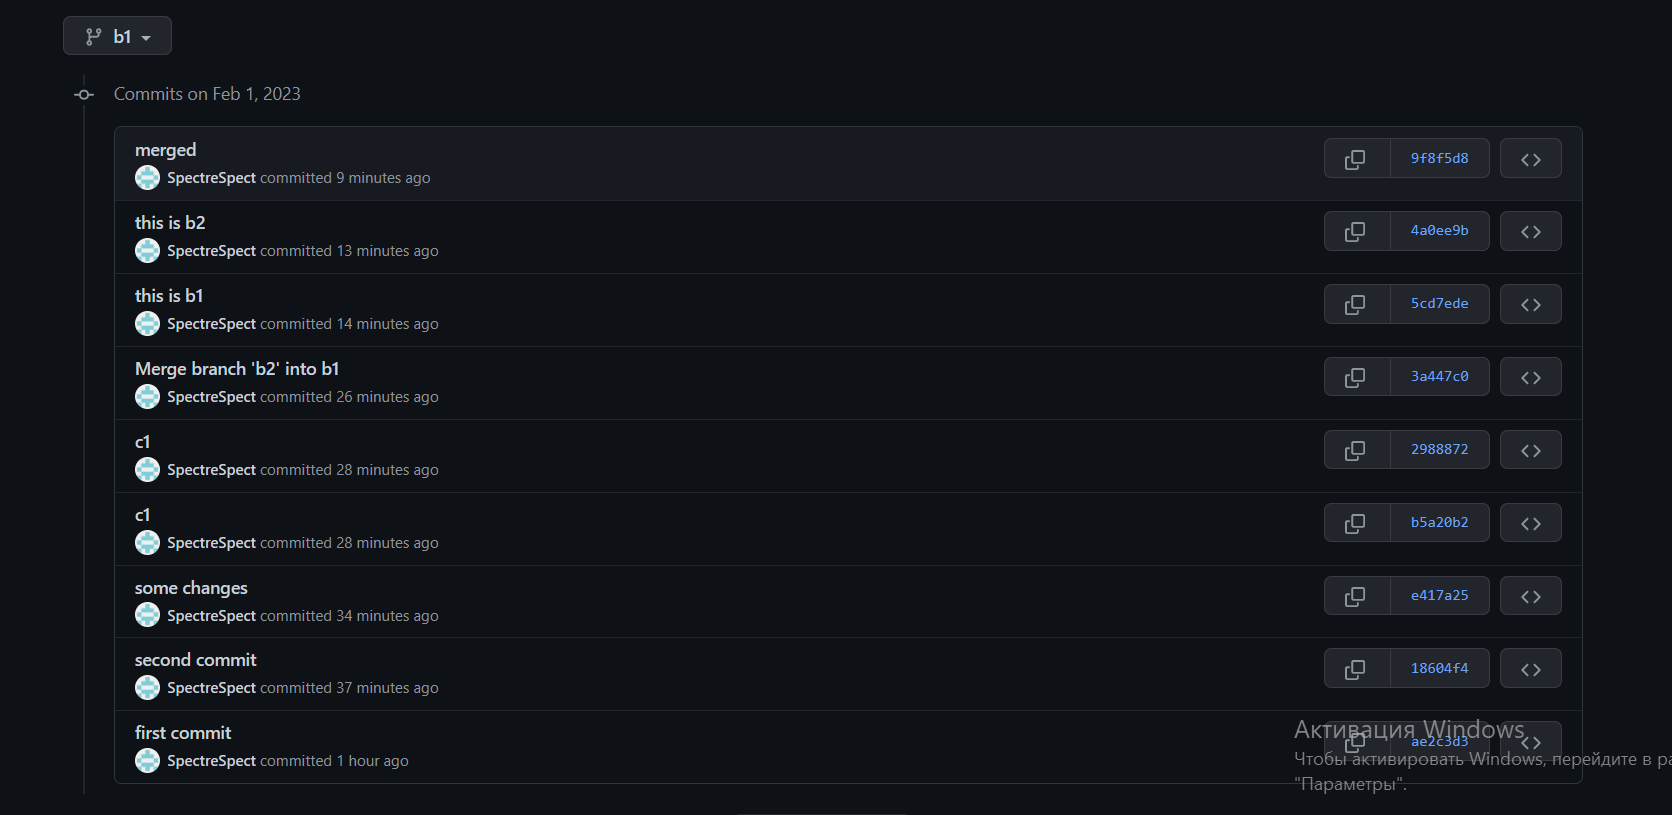 b1
Commits on Feb 1, 2023
merged
SpectreSpect committed 9 minutes ago
9f8f5d8
this is b2
SpectreSpect committed 13 minutes ago
4a0ee9b
this is b1
SpectreSpect committed 14 minutes ago
5cd7ede
Merge branch 'b2' into b1
SpectreSpect committed 26 minutes ago
3a447c0
c1
SpectreSpect committed 28 minutes ago
2988872
c1
SpectreSpect committed 28 minutes ago
b5a20b2
some changes
SpectreSpect committed 34 minutes ago
e417a25
second commit
SpectreSpect committed 37 minutes ago
18604f4
first commit
SpectreSpect committed 1 hour ago
ae2c3d3
Активация Windows
Чтобы активировать Windows, перейдите в ра
"Параметры".